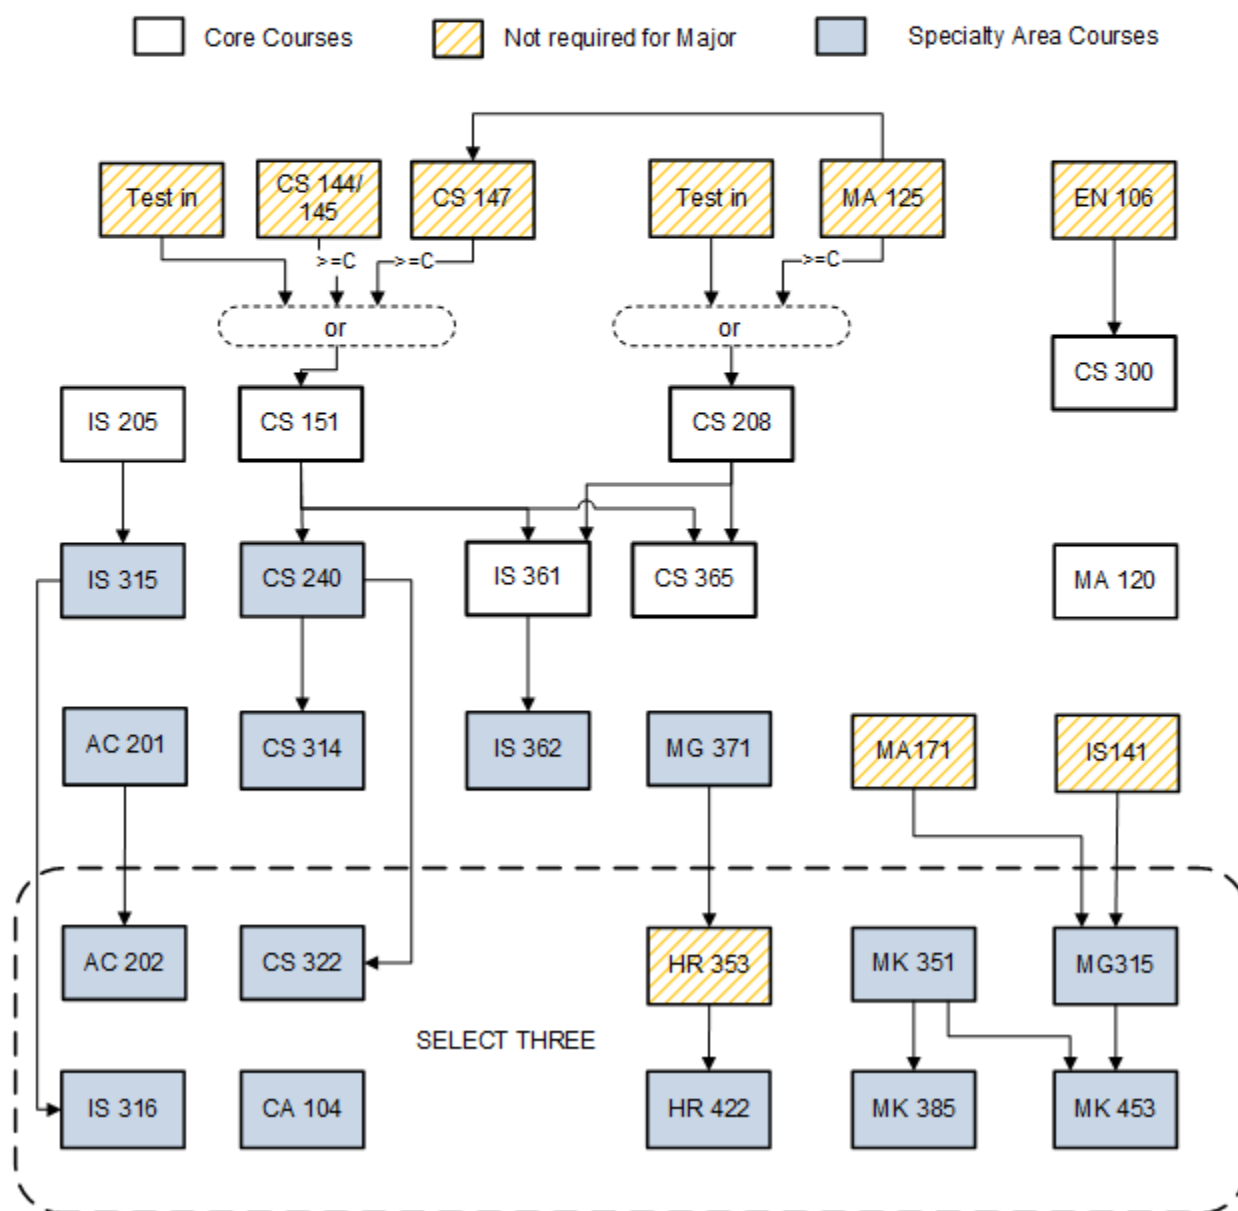 Core Courses
Not required for Major
Specialty Area Courses
Test in
CS 144/
145
CS 147
Test in
MA 125
EN 106
>=C
>=C
>=C
or
or
CS 300
IS 205
CS 151
CS 208
IS 315
CS 240
IS 361
CS 365
MA 120
AC 201
CS 314
IS 362
MG 371
MA171
IS141
AC 202
CS 322
HR 353
MK 351
MG315
SELECT THREE
IS 316
CA 104
HR 422
MK 385
MK 453